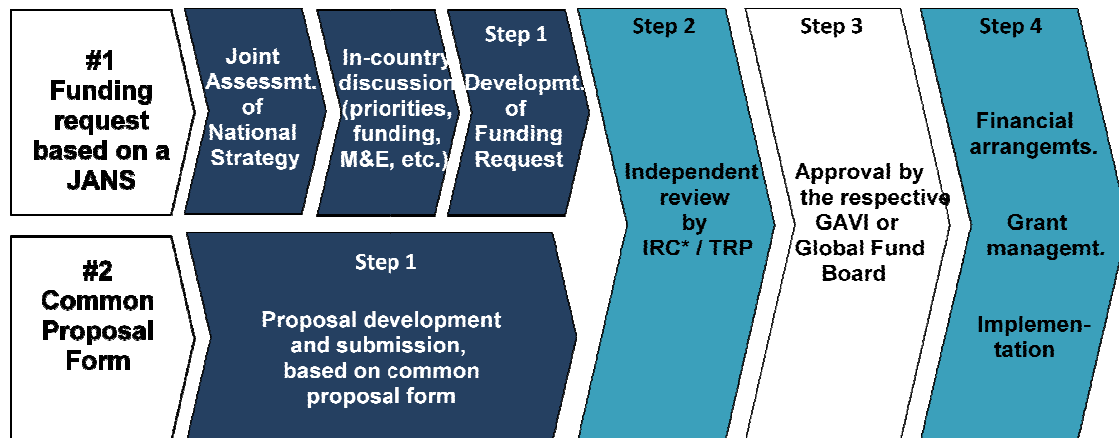 #1
Funding
request
based on a
JANS
Joint
Assessmt.
of
National
Strategy
In-country
discussion
(priorities,
funding,
M&E, etc.)
Step 1
Developmt.
of
Funding
Request
#2
Common
Proposal
Form
Step 1
Proposal development
and submission,
based on common
proposal form
Step 2
Independent
review
by
IRC* / TRP
Step 3
Approval by
the respective
GAVI or
Global Fund
Board
Step 4
Financial
arrangemts.
Grant
managemt.
Implemen-
tation